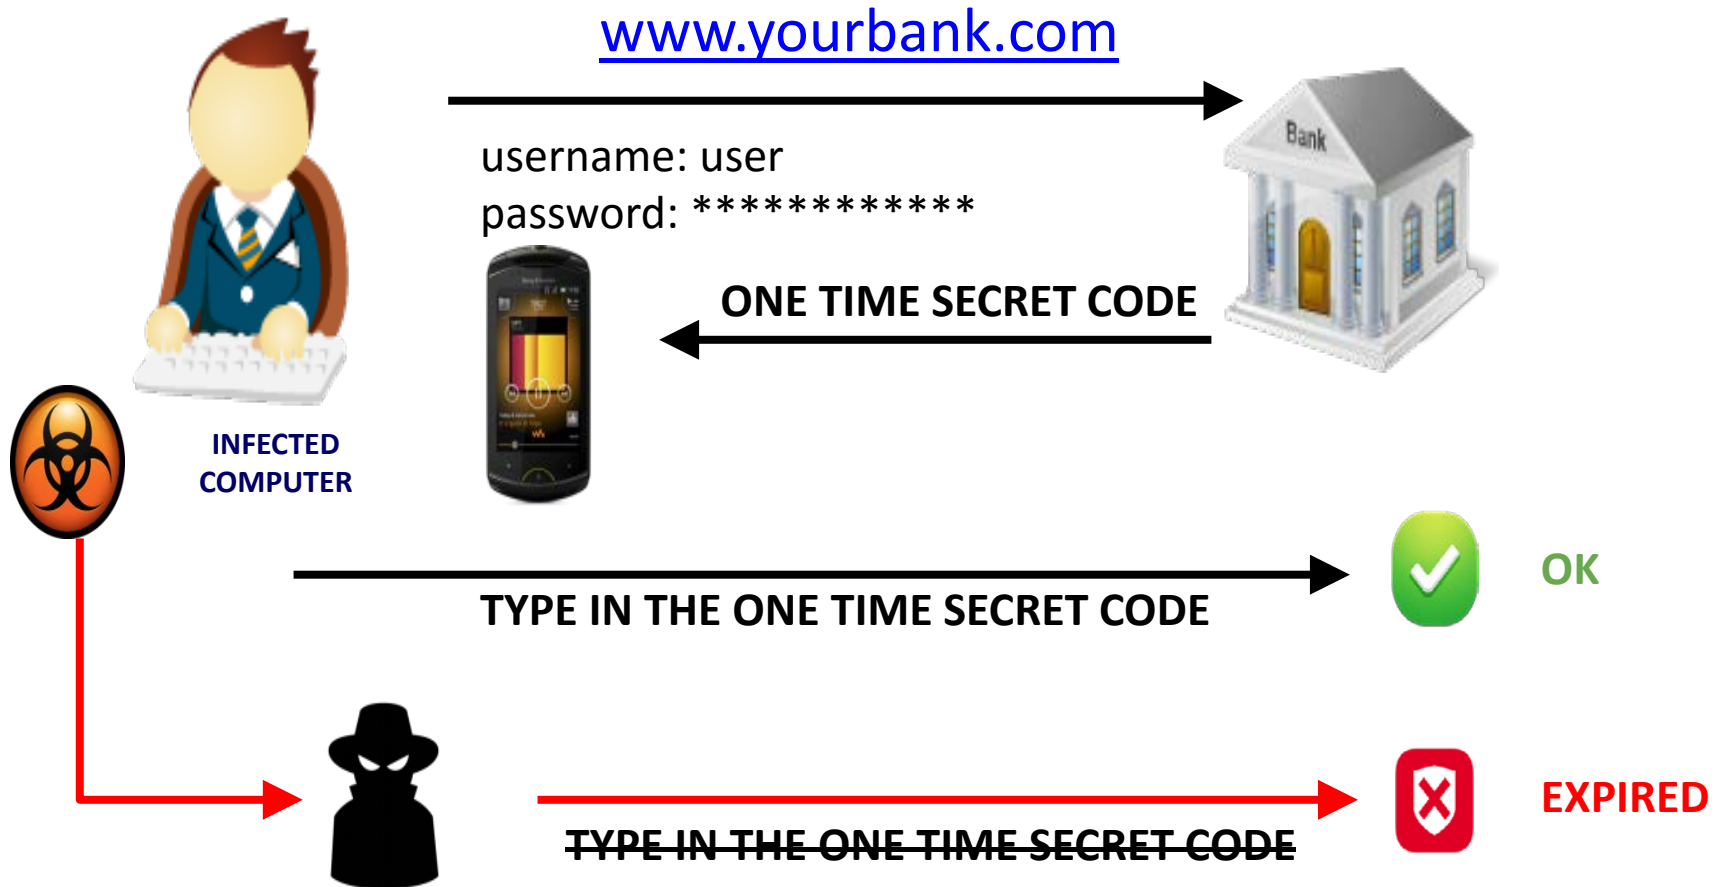 www.yourbank.com
Bank
username: user
password: ************
ONE TIME SECRET CODE
INFECTED
COMPUTER
OK
TYPE IN THE ONE TIME SECRET CODE
EXPIRED
TYPE IN THE ONE TIME SECRET CODE